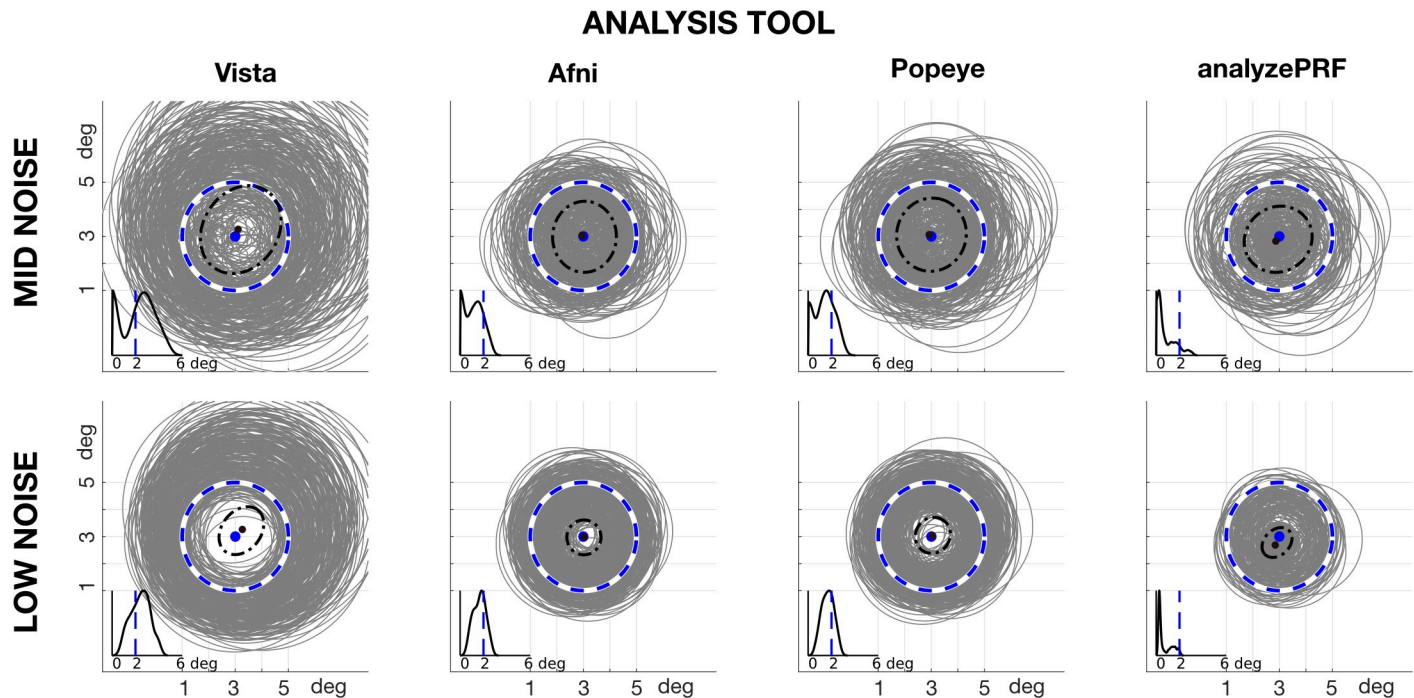 ANALYSIS TOOL
Vista Afni Popeye analyzePRF
MID NOISE
deg
5
3
1
0 2 6 deg
0 2 6 deg
0 2 6 deg
0 2 6 deg
LOW NOISE
deg
5
3
1
0 2 6 deg
0 2 6 deg
0 2 6 deg
0 2 6 deg
1 3 5 deg
1 3 5 deg
1 3 5 deg
1 3 5 deg